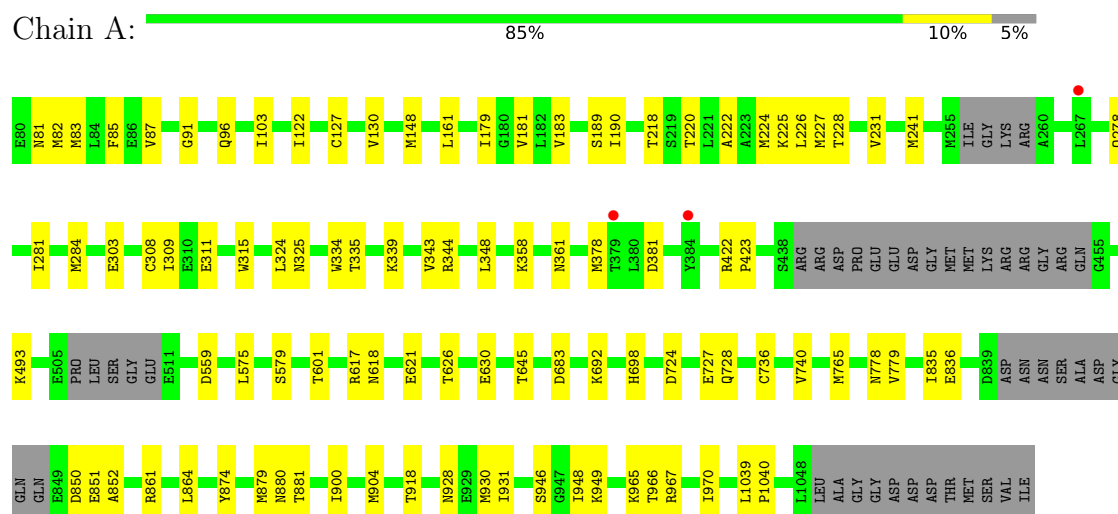 Chain A:
85% 10% 5%
E80 N81 M82 M83 L84 F85 E86 V87 G91 Q96 I103 I122 C127 V130 M148 L161 I179 G180 V181 L182 V183 S189 I190 T218 S219 T220 L221 A222 A223 M224 K225 L226 M227 T228 V231 M241 M255 ILE GLY LYS ARG A260 L267
I281 M284 E303 C308 I309 E310 E311 W315 L324 N325 W334 T335 K339 V343 R344 L348 K358 N361 M378 T379 L380 D381 Y384 R422 P423 S438 ARG ARG ASP PRO GLU GLU ASP GLY MET MET LYS ARG ARG GLY ARG GLN G455
K493 E505 PRO LEU SER GLY GLU E511 D559 L575 S579 T601 R617 N618 E621 T626 E630 T645 D683 K692 H698 D724 E727 Q728 C736 V740 M765 N778 V779 I835 E836 D839 ASP ASN ASN SER ALA ASP GLY
GLN GLN E849 D850 E851 A852 R861 L864 Y874 M879 N880 T881 I900 M904 T918 N928 E929 M930 I931 S946 G947 I948 K949 K965 T966 R967 I970 L1039 P1040 L1048 LEU ALA GLY GLY ASP ASP ASP THR MET SER VAL ILE